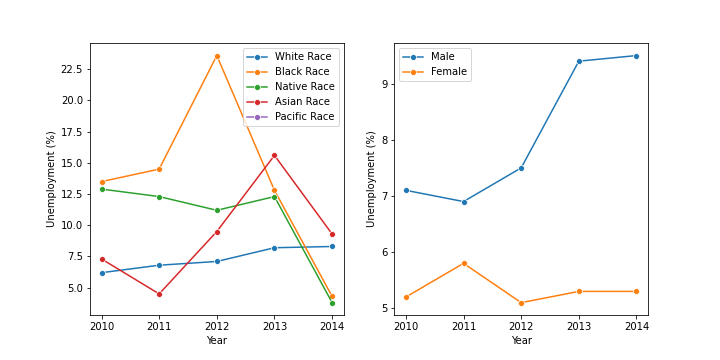 22.5
20.0
17.5
15.0
12.5
10.0
7.5
5.0
Unemployment (%)
2010 2011 2012 2013 2014
Year
White Race
Black Race
Native Race
Asian Race
Pacific Race
9
8
7
6
5
Unemployment (%)
2010 2011 2012 2013 2014
Year
Male
Female